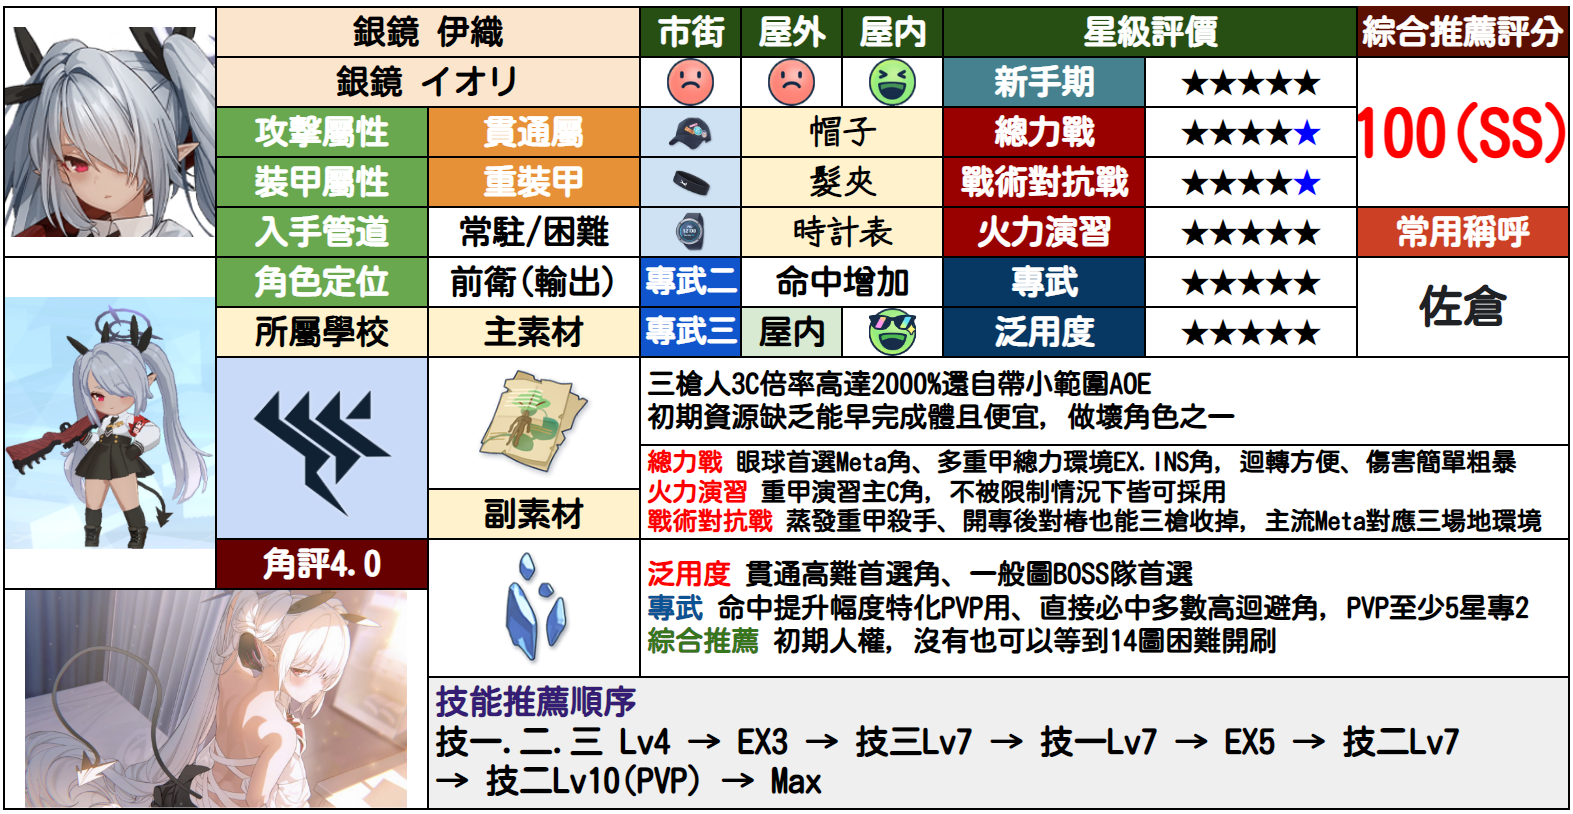 銀鏡 伊織
市街
屋外
屋内
星級評價
綜合推薦評分
銀鏡 イオリ
新手期
★★★★★
100(SS)
攻擊屬性
貫通屬
帽子
總力戰
★★★★★
裝甲屬性
重裝甲
髮夾
戰術對抗戰
★★★★★
入手管道
常駐/困難
時計表
火力演習
★★★★★
常用稱呼
角色定位
前衛(輸出)
專武二
命中增加
專武
★★★★★
佐倉
所屬學校
主素材
專武三
屋内
泛用度
★★★★★
三槍人3C倍率高達2000%還自帶小範圍AOE
初期資源缺乏能早完成體且便宜, 做壞角色之一
總力戰 眼球首選Meta角、多重甲總力環境EX.INS角, 迴轉方便、傷害簡單粗暴
火力演習 重甲演習主C角, 不被限制情況下皆可採用
戰術對抗戰 蒸發重甲殺手、開專後對樁也能三槍收掉, 主流Meta對應三場地環境
副素材
角評4.0
泛用度 貫通高難首選角、一般圖BOSS隊首選
專武 命中提升幅度特化PVP用、直接必中多數高迴避角, PVP至少5星專2
綜合推薦 初期人權, 沒有也可以等到14圖困難開刷
技能推薦順序
技一.二.三 Lv4 → EX3 → 技三Lv7 → 技一Lv7 → EX5 → 技二Lv7
→ 技二Lv10(PVP) → Max